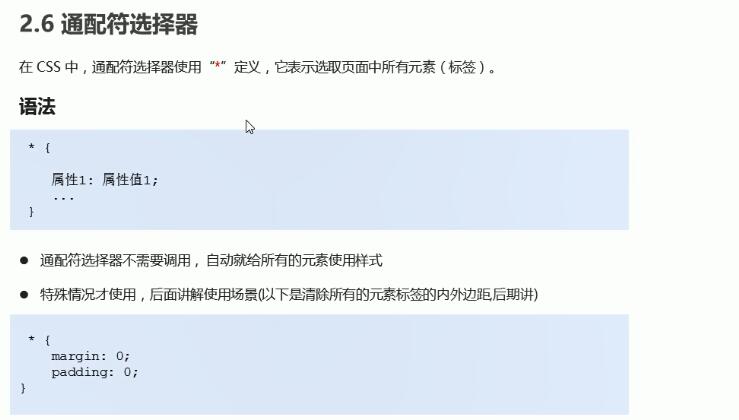 2.6 通配符选择器
在 CSS 中，通配符选择器使用“*”定义，它表示选取页面中所有元素（标签）。
语法
* {
属性1: 属性值1;
...
}
● 通配符选择器不需要调用， 自动就给所有的元素使用样式
● 特殊情况才使用，后面讲解使用场景(以下是清除所有的元素标签的内外边距,后期讲)
* {
margin: 0;
padding: 0;
}